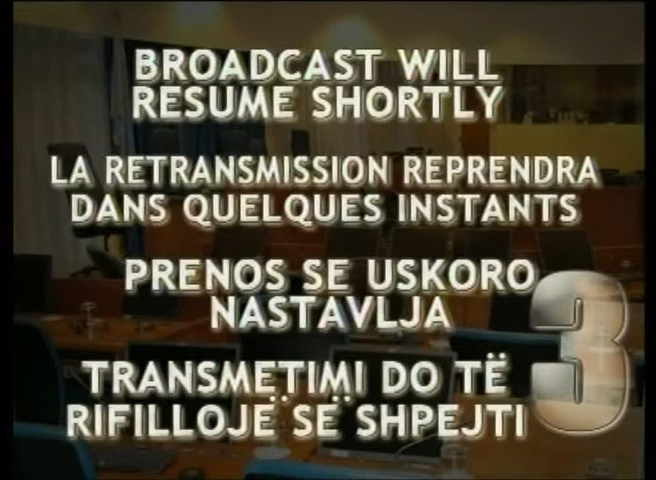 BROADCAST WILL
RESUME SHORTLY
LA RETRANSMISSION REPRENDRA
DANS QUELQUES INSTANTS
PRENOS SE USKORO
NASTAVLJA
3
TRANSMETIMI DO TË
RIFILLOJË SË SHPEJTI